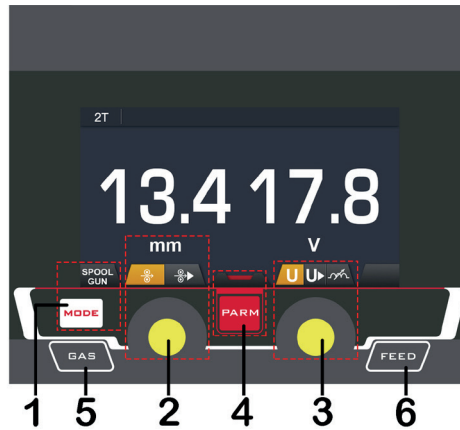 2T
13.4 17.8
mm V
SPOOL
GUN
U U
MODE
PARM
GAS
FEED
1 5 2 4 3 6